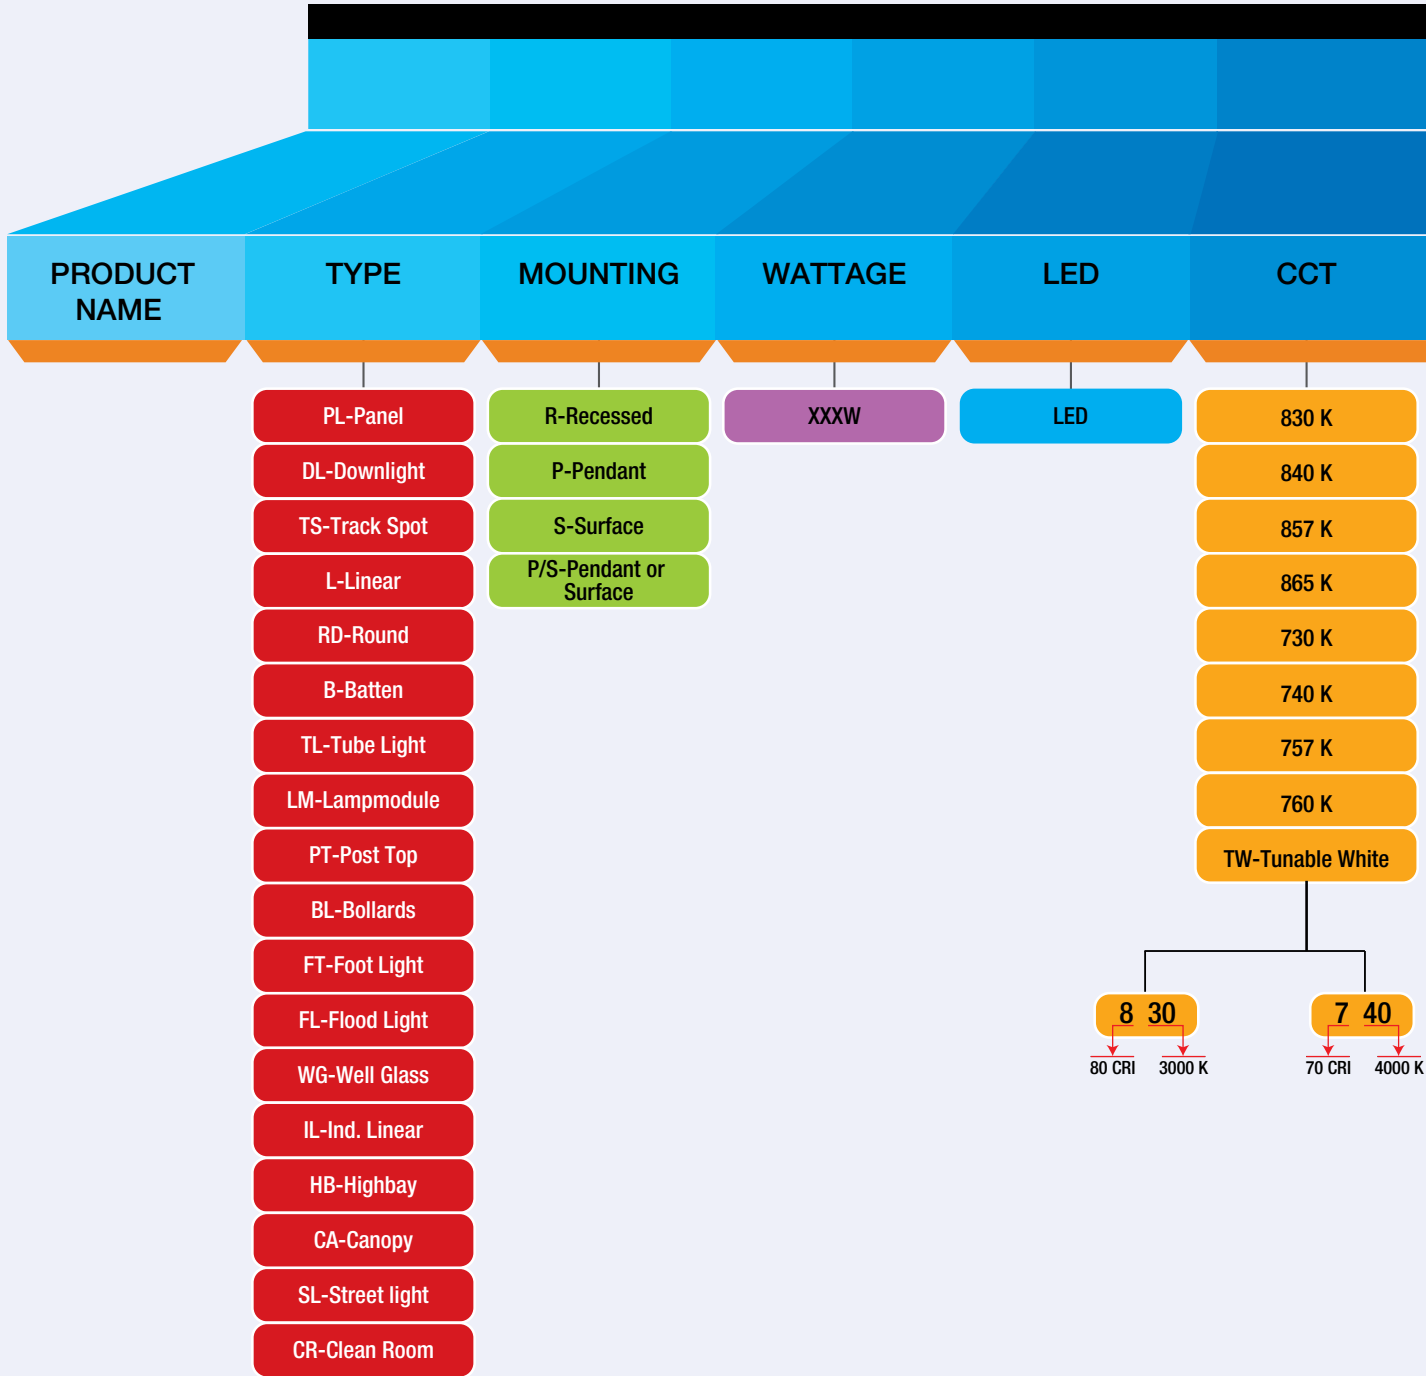 PRODUCT
NAME
TYPE
MOUNTING
WATTAGE
LED
CCT
PL-Panel
DL-Downlight
TS-Track Spot
L-Linear
RD-Round
B-Batten
TL-Tube Light
LM-Lampmodule
PT-Post Top
BL-Bollards
FT-Foot Light
FL-Flood Light
WG-Well Glass
IL-Ind. Linear
HB-Highbay
CA-Canopy
SL-Street light
CR-Clean Room
R-Recessed
P-Pendant
S-Surface
P/S-Pendant or
Surface
XXXW
LED
830 K
840 K
857 K
865 K
730 K
740 K
757 K
760 K
TW-Tunable White
8 30
80 CRI 3000 K
7 40
70 CRI 4000 K